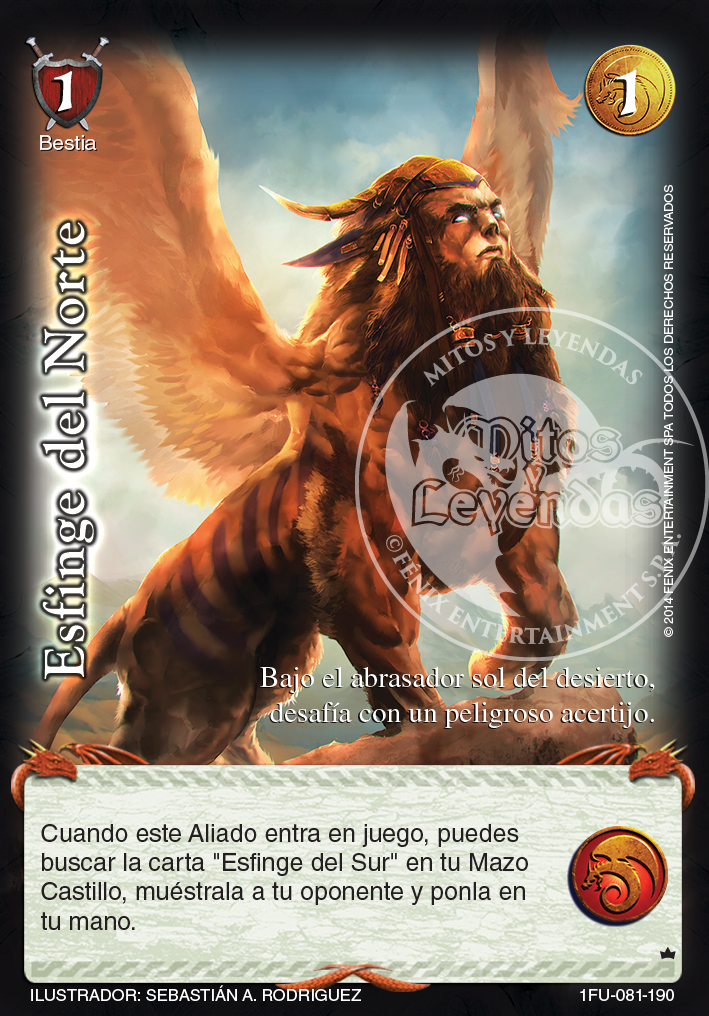 1
Bestia
1
Esfinge del Norte
MITOS Y LEYENDAS
Mitos
y
Leyendas
© FENIX ENTERTAINMENT S.P.A.
© 2014 FENIX ENTERTAINMENT SPA TODOS LOS DERECHOS RESERVADOS
Bajo el abrasador sol del desierto,
desafía con un peligroso acertijo.
Cuando este Aliado entra en juego, puedes
buscar la carta "Esfinge del Sur" en tu Mazo
Castillo, muéstrala a tu oponente y ponla en
tu mano.
ILUSTRADOR: SEBASTIÁN A. RODRIGUEZ
1FU-081-190